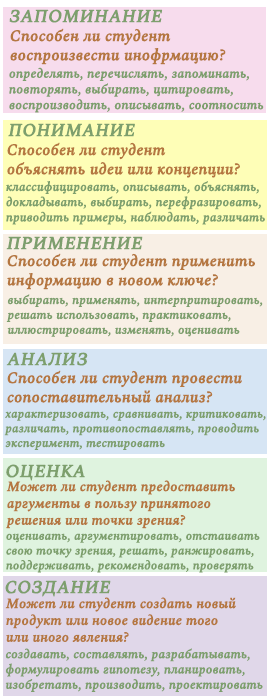 ЗАПОМИНАНИЕ
Способен ли студент
воспроизвести инофрмацию?
определять, перечислять, запоминать,
повторять, выбирать, цитировать,
воспроизводить, описывать, соотносить
ПОНИМАНИЕ
Способен ли студент
объяснять идеи или концепции?
классифицировать, описывать, объяснять,
докладывать, выбирать, перефразировать,
приводить примеры, наблюдать, различать
ПРИМЕНЕНИЕ
Способен ли студент применить
информацию в новом ключе?
выбирать, применять, интерпритировать,
решать использовать, практиковать,
иллюстрировать, изменять, оценивать
АНАЛИЗ
Способен ли студент провести
сопоставительный анализ?
характеризовать, сравнивать, критиковать,
различать, противопоставлять, проводить
эксперимент, тестировать
ОЦЕНКА
Может ли студент предоставить
аргументы в пользу принятого
решения или точки зрения?
оценивать, аргументировать, отстаивать
свою точку зрения, решать, ранжировать,
поддерживать, рекомендовать, проверять
СОЗДАНИЕ
Может ли студент создать новый
продукт или новое видение того
или иного явления?
создавать, составлять, разрабатывать,
формулировать гипотезу, планировать,
изобретать, производить, проектировать